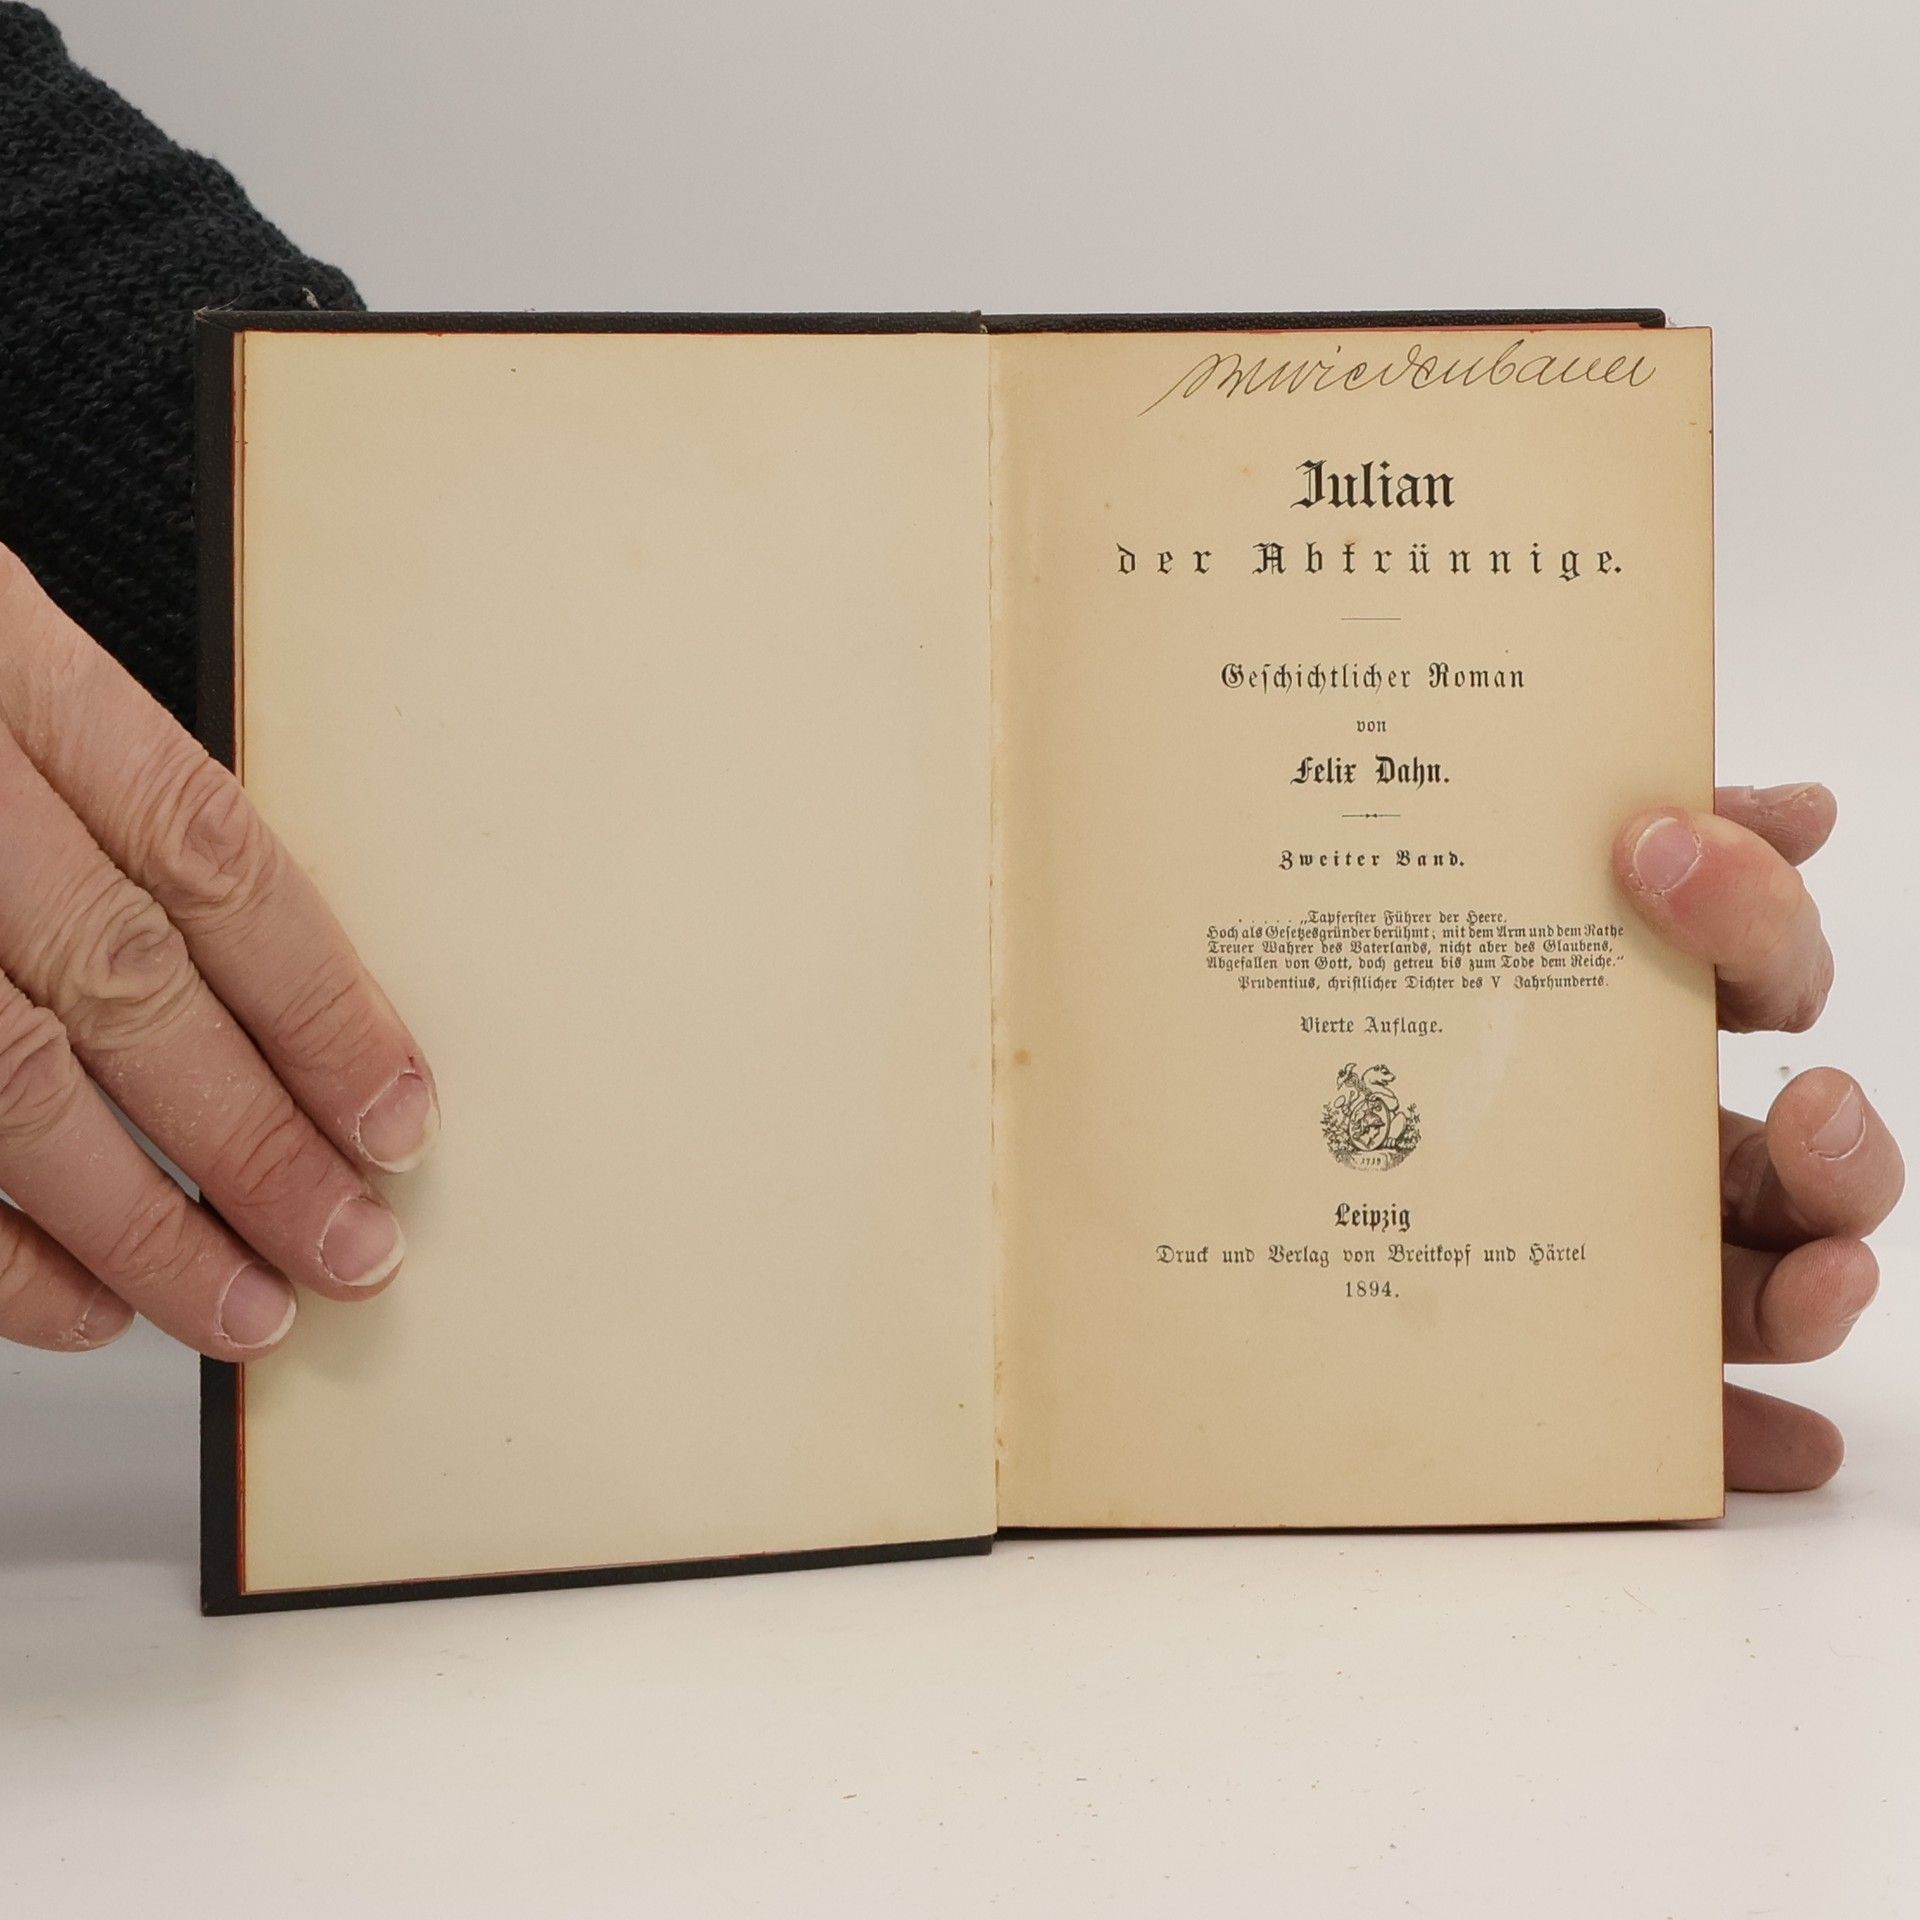 Mwiedenbauer
Julian
der Abtrünnige.
Geſchichtlicher Roman
von
Felix Dahn.
Zweiter Band.
. . . . . „Tapferſter Führer der Heere,
Hoch als Geſetzesgründer berühmt; mit dem Arm und dem Rathe
Treuer Wahrer des Vaterlands, nicht aber des Glaubens,
Abgefallen von Gott, doch getreu bis zum Tode dem Reiche.“
Prudentius, chriſtlicher Dichter des V Jahrhunderts.
Vierte Auflage.
1719
Leipzig
Druck und Verlag von Breitkopf und Härtel
1894.